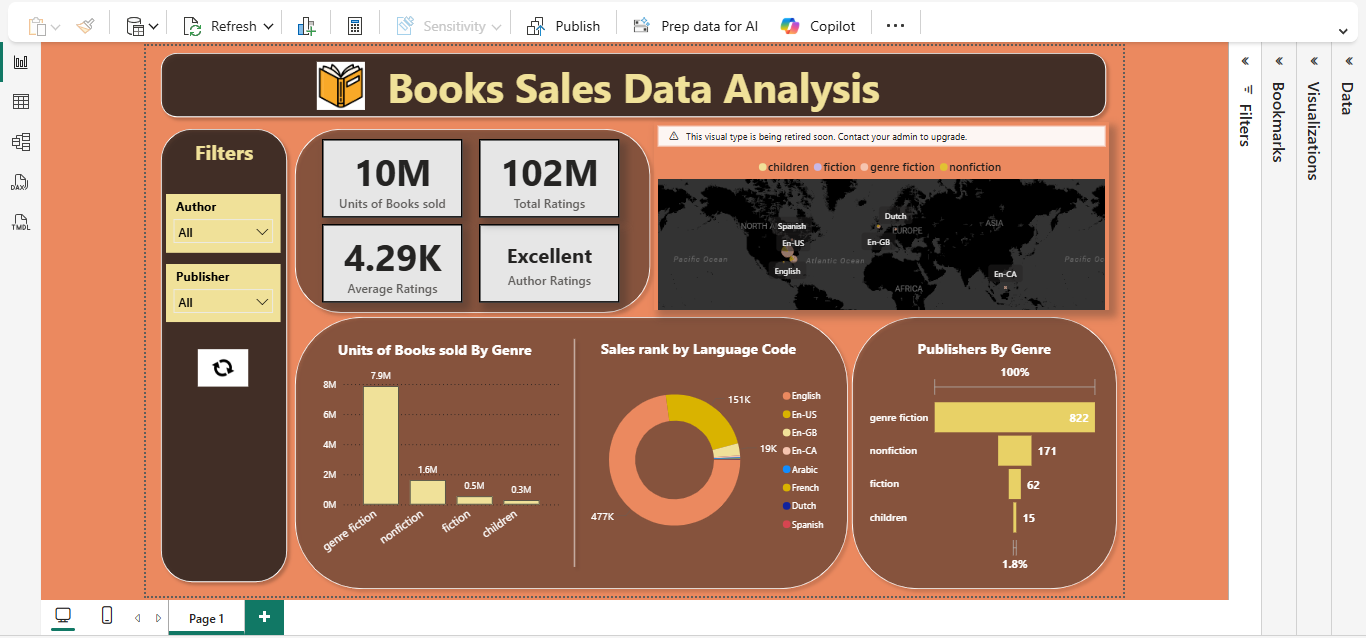 Refresh
Sensitivity
Publish
Prep data for AI
Copilot
Books Sales Data Analysis
Filters
Author
All
Publisher
All
10M
Units of Books sold
102M
Total Ratings
4.29K
Average Ratings
Excellent
Author Ratings
This visual type is being retired soon. Contact your admin to upgrade.
children fiction genre fiction nonfiction
NORTH A
Spanish
En-US
English
Dutch
EUROPE
En-GB
ASIA
En-CA
AFRICA
Pacific Ocean
Atlantic Ocean
Pacific Oc
Units of Books sold By Genre
8M
6M
4M
2M
0M
7.9M
1.6M
0.5M
0.3M
genre fiction
nonfiction
fiction
children
Sales rank by Language Code
151K
19K
477K
English
En-US
En-GB
En-CA
Arabic
French
Dutch
Spanish
Publishers By Genre
100%
genre fiction 822
nonfiction 171
fiction 62
children 15
1.8%
Filters
Bookmarks
Visualizations
Data
DAX
TMDL
Page 1